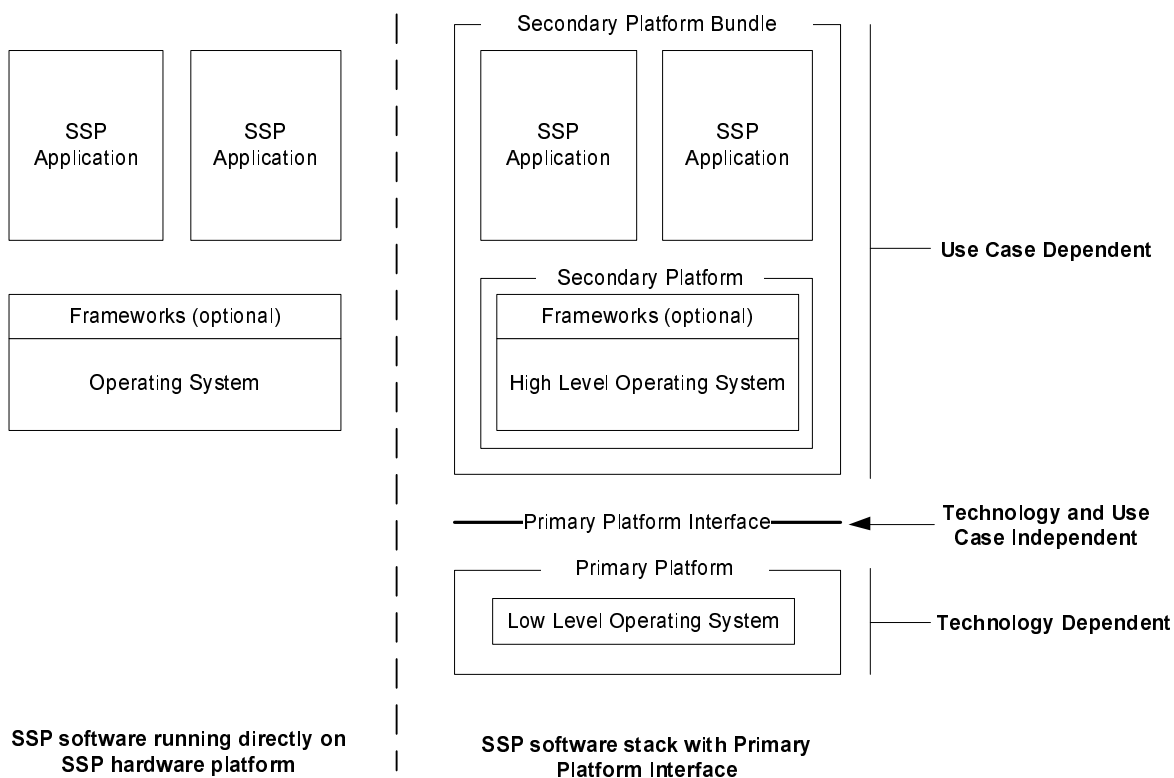 SSP
Application
SSP
Application
Frameworks (optional)
Operating System
SSP software running directly on
SSP hardware platform
Secondary Platform Bundle
SSP
Application
SSP
Application
Secondary Platform
Frameworks (optional)
High Level Operating System
Primary Platform Interface
Primary Platform
Low Level Operating System
SSP software stack with Primary
Platform Interface
Use Case Dependent
Technology and Use
Case Independent
Technology Dependent